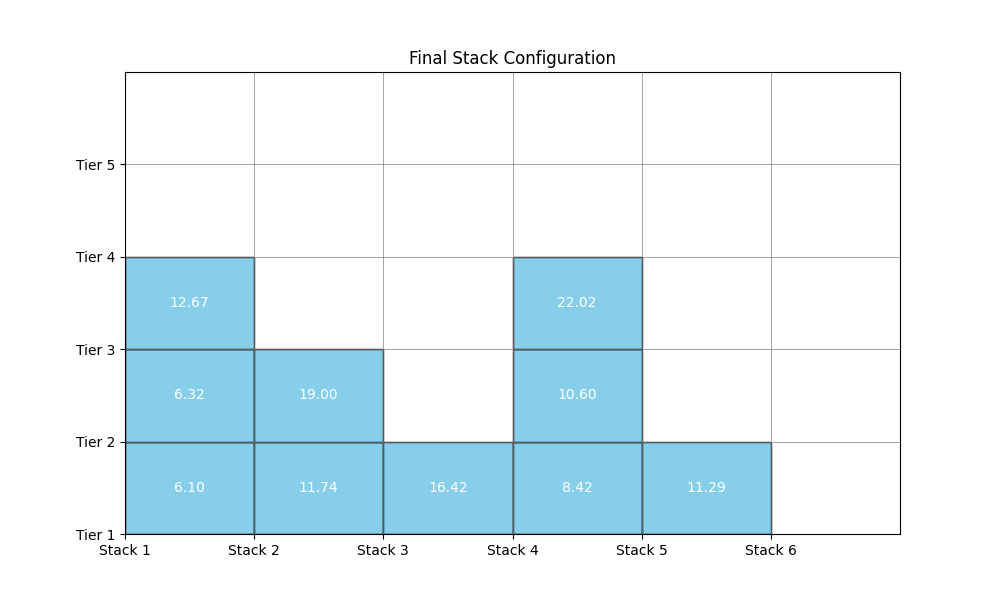 Final Stack Configuration
Tier 5
Tier 4
12.67 22.02
Tier 3
6.32 19.00 10.60
Tier 2
6.10 11.74 16.42 8.42 11.29
Tier 1
Stack 1 Stack 2 Stack 3 Stack 4 Stack 5 Stack 6